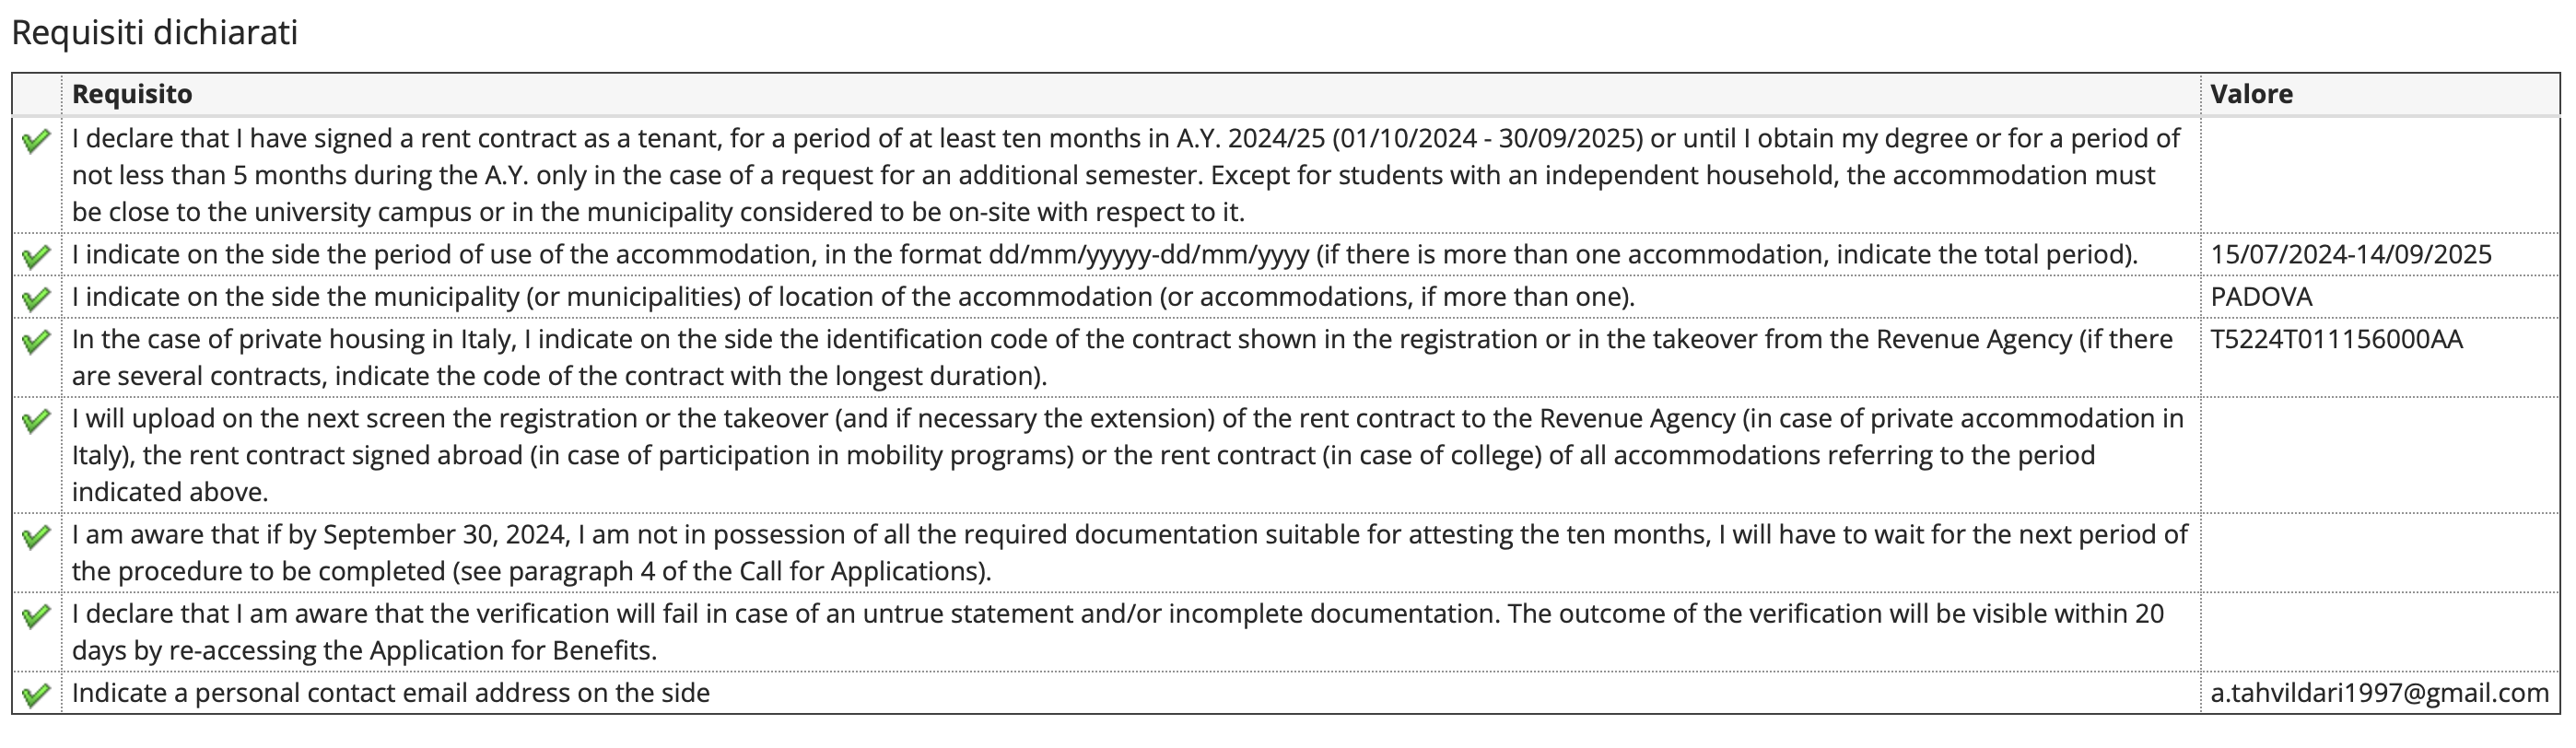 Requisiti dichiarati
Requisito Valore
I declare that I have signed a rent contract as a tenant, for a period of at least ten months in A.Y. 2024/25 (01/10/2024 - 30/09/2025) or until I obtain my degree or for a period of
not less than 5 months during the A.Y. only in the case of a request for an additional semester. Except for students with an independent household, the accommodation must
be close to the university campus or in the municipality considered to be on-site with respect to it.
I indicate on the side the period of use of the accommodation, in the format dd/mm/yyyyy-dd/mm/yyyy (if there is more than one accommodation, indicate the total period). 15/07/2024-14/09/2025
I indicate on the side the municipality (or municipalities) of location of the accommodation (or accommodations, if more than one). PADOVA
In the case of private housing in Italy, I indicate on the side the identification code of the contract shown in the registration or in the takeover from the Revenue Agency (if there T5224T011156000AA
are several contracts, indicate the code of the contract with the longest duration).
I will upload on the next screen the registration or the takeover (and if necessary the extension) of the rent contract to the Revenue Agency (in case of private accommodation in
Italy), the rent contract signed abroad (in case of participation in mobility programs) or the rent contract (in case of college) of all accommodations referring to the period
indicated above.
I am aware that if by September 30, 2024, I am not in possession of all the required documentation suitable for attesting the ten months, I will have to wait for the next period of
the procedure to be completed (see paragraph 4 of the Call for Applications).
I declare that I am aware that the verification will fail in case of an untrue statement and/or incomplete documentation. The outcome of the verification will be visible within 20
days by re-accessing the Application for Benefits.
Indicate a personal contact email address on the side a.tahvildari1997@gmail.com